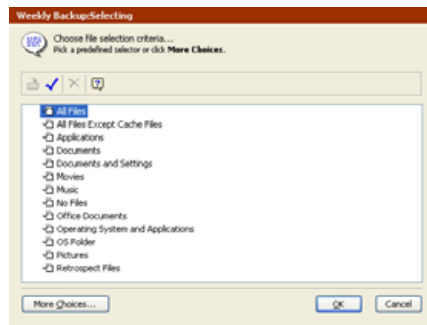 Weekly Backup:Selecting
Choose file selection criteria...
Pick a predefined selector or click More Choices.
All Files
All Files Except Cache Files
Applications
Documents
Documents and Settings
Movies
Music
No Files
Office Documents
Operating System and Applications
OS Folder
Pictures
Retrospect Files
More Choices...
OK
Cancel